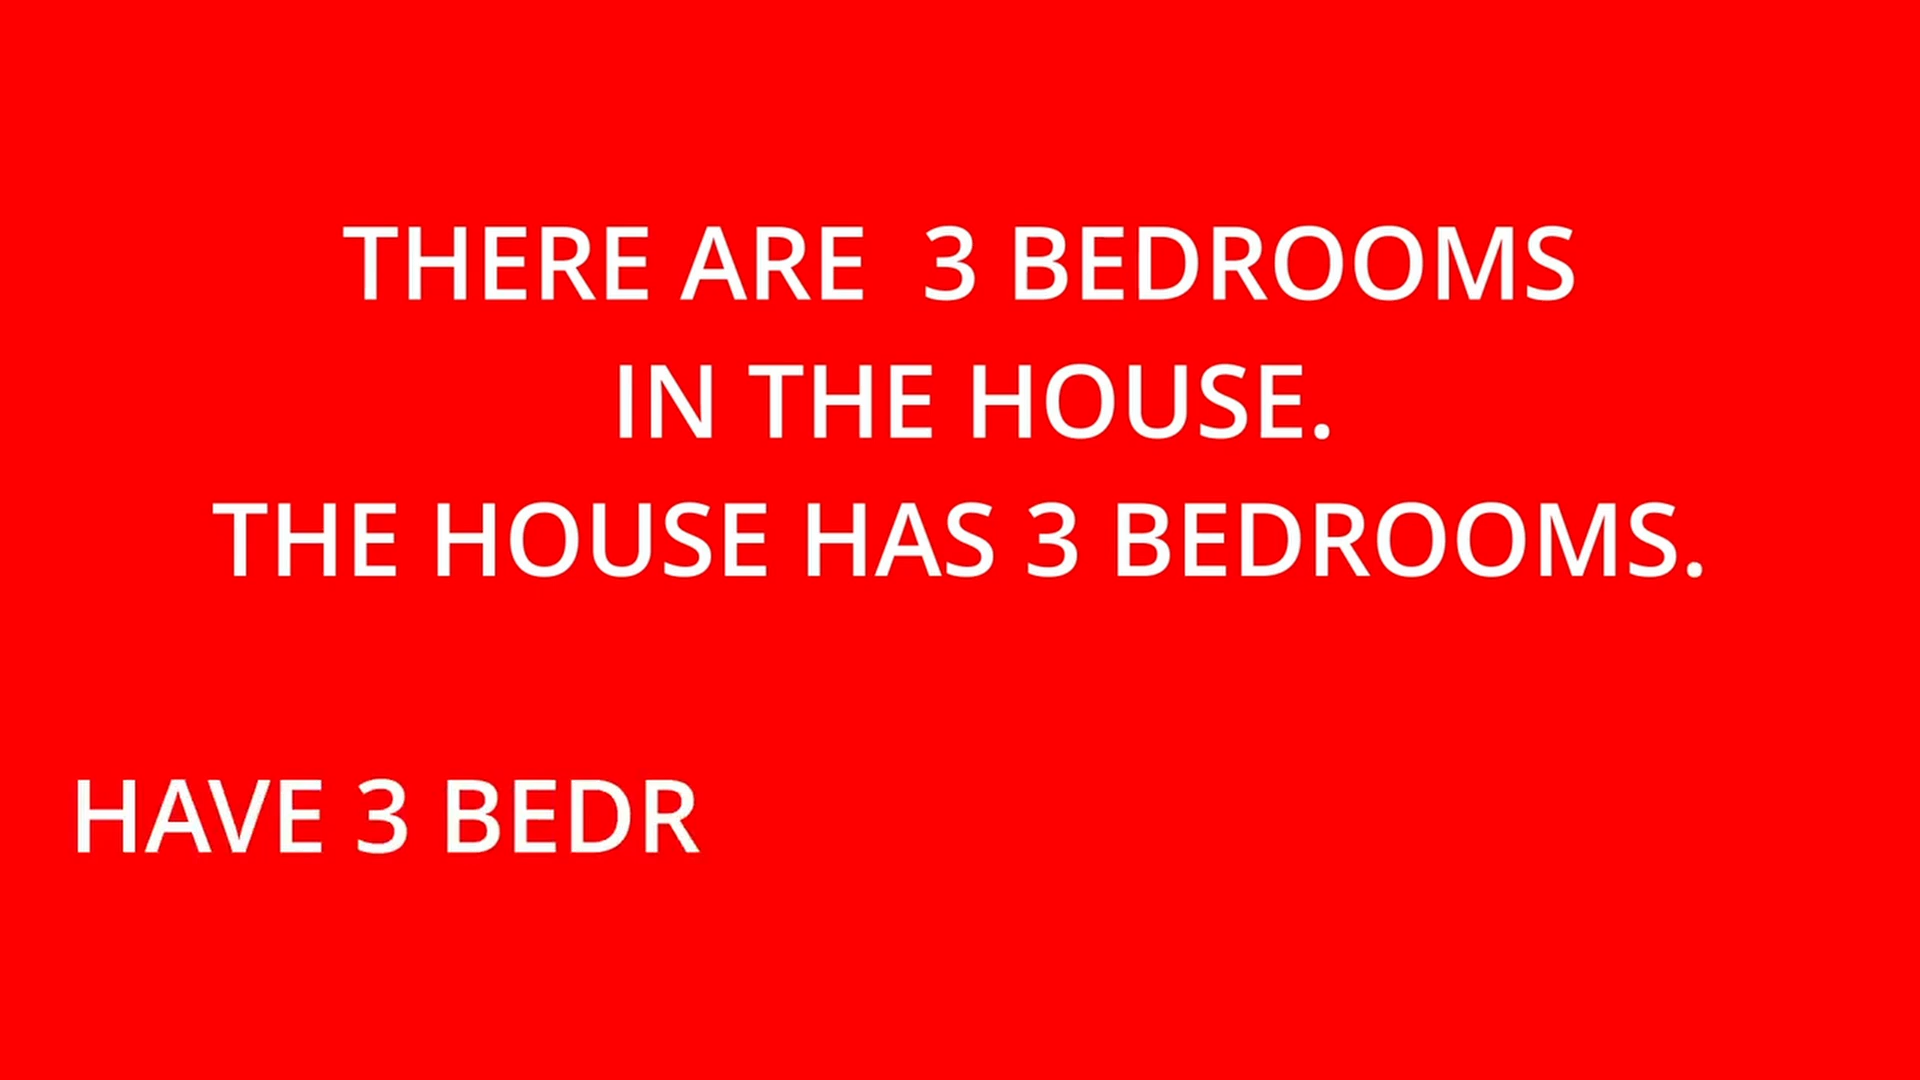 THERE ARE  3 BEDROOMS
IN THE HOUSE.
THE HOUSE HAS 3 BEDROOMS.
HAVE 3 BEDR